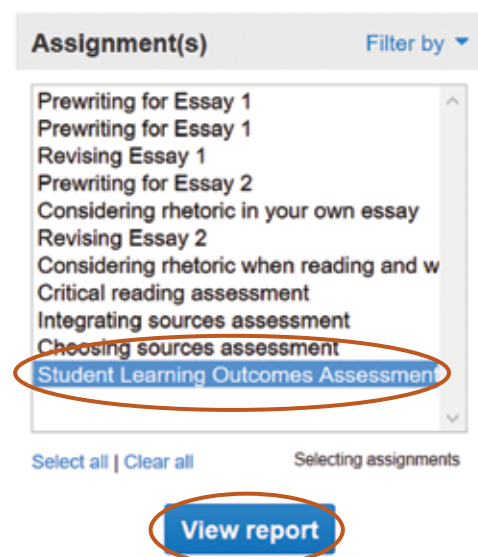 Assignment(s) Filter by
Prewriting for Essay 1
Prewriting for Essay 1
Revising Essay 1
Prewriting for Essay 2
Considering rhetoric in your own essay
Revising Essay 2
Considering rhetoric when reading and w
Critical reading assessment
Integrating sources assessment
Choosing sources assessment
Student Learning Outcomes Assessment
Select all | Clear all Selecting assignments
View report